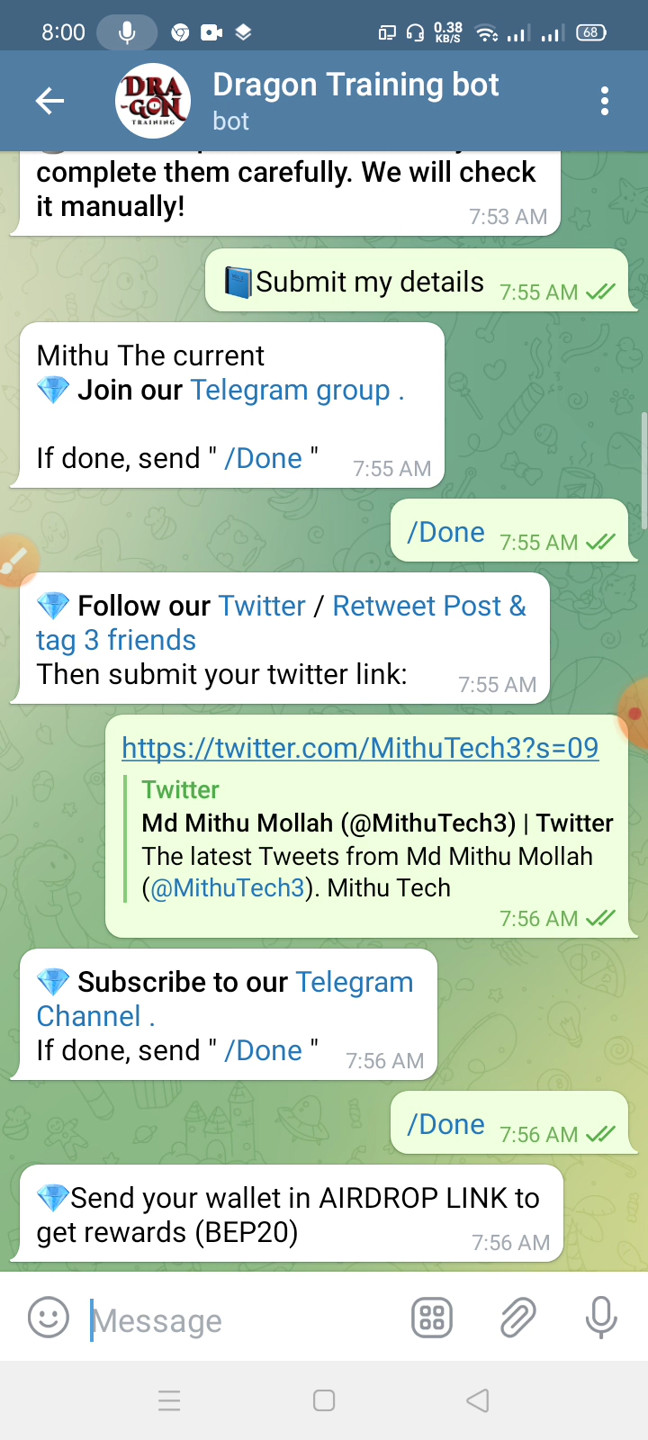 8:00
0.38
KB/S
68
DRA
-GON
TRAINING
Dragon Training bot
bot
complete them carefully. We will check
it manually!
7:53 AM
Submit my details
7:55 AM
Mithu The current
Join our Telegram group .
If done, send " /Done "
7:55 AM
/Done
7:55 AM
Follow our Twitter / Retweet Post &
tag 3 friends
Then submit your twitter link:
7:55 AM
https://twitter.com/MithuTech3?s=09
Twitter
Md Mithu Mollah (@MithuTech3) | Twitter
The latest Tweets from Md Mithu Mollah
(@MithuTech3). Mithu Tech
7:56 AM
Subscribe to our Telegram
Channel .
If done, send " /Done "
7:56 AM
/Done
7:56 AM
Send your wallet in AIRDROP LINK to
get rewards (BEP20)
7:56 AM
Message